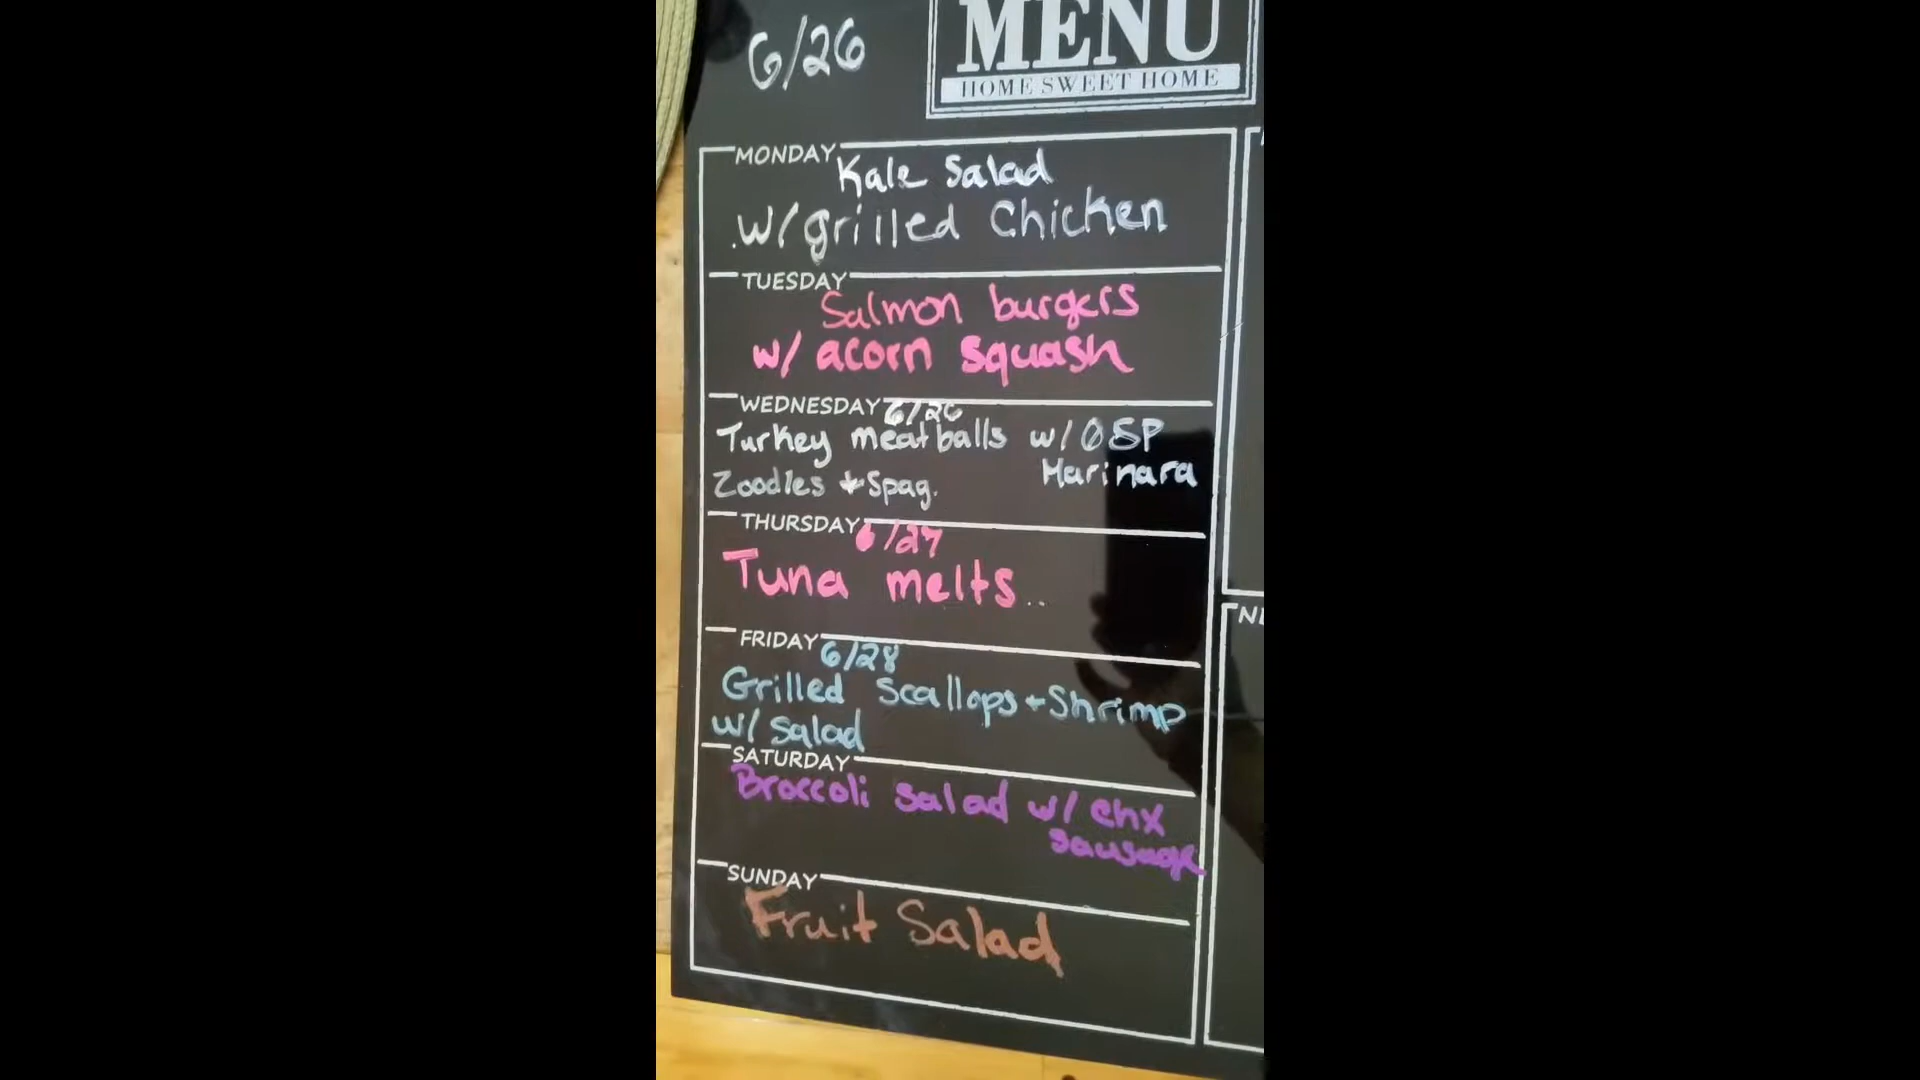 6/26
MENU
HOME SWEET HOME
MONDAY
Kale Salad
w/grilled Chicken
TUESDAY
Salmon burgers
w/ acorn squash
WEDNESDAY 6/26
Turkey meatballs w/ OSP
Marinara
Zoodles + Spag.
THURSDAY 6/27
Tuna melts..
FRIDAY 6/28
Grilled Scallops + Shrimp
w/ Salad
SATURDAY
Broccoli Salad w/ chx
sausage
SUNDAY
Fruit Salad